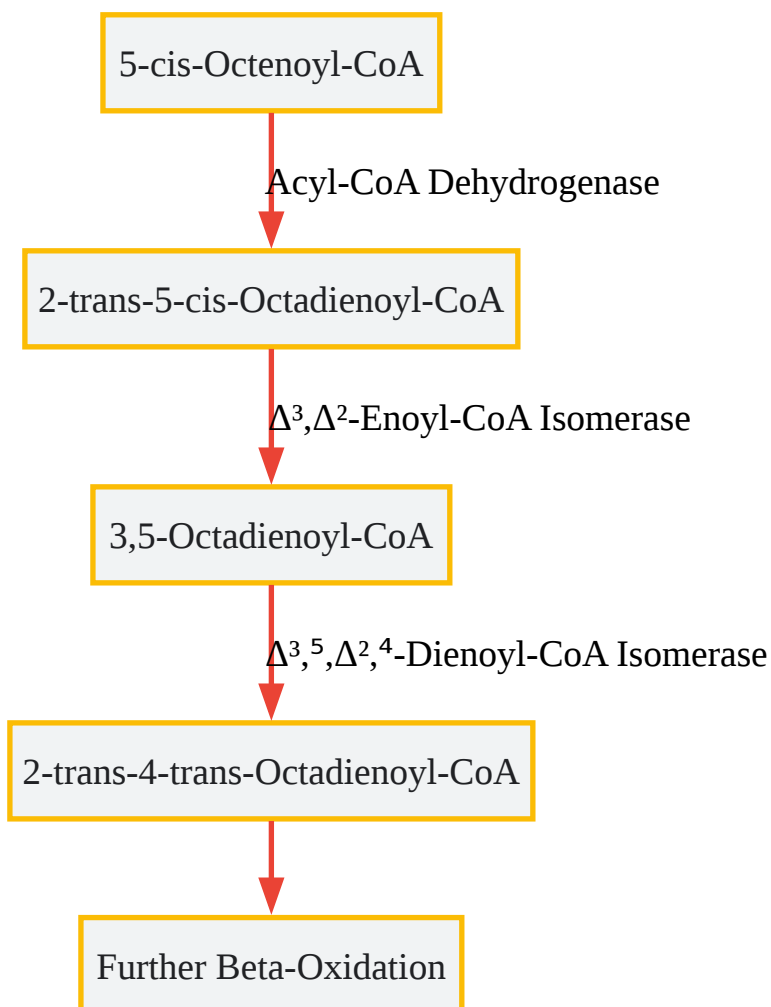 5-cis-Octenoyl-CoA
Acyl-CoA Dehydrogenase
2-trans-5-cis-Octadienoyl-CoA
Δ³,Δ²-Enoyl-CoA Isomerase
3,5-Octadienoyl-CoA
Δ³,⁵,Δ²,⁴-Dienoyl-CoA Isomerase
2-trans-4-trans-Octadienoyl-CoA
Further Beta-Oxidation